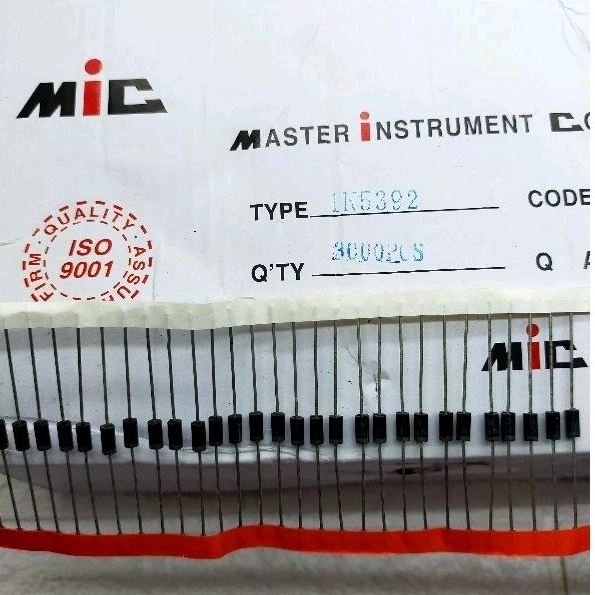 MiC
MASTER iNSTRUMENT CO
TYPE 1N5392 CODE
Q'TY 3000PCS Q A
FIRM · QUALITY · ASSU
ISO
9001
MiC